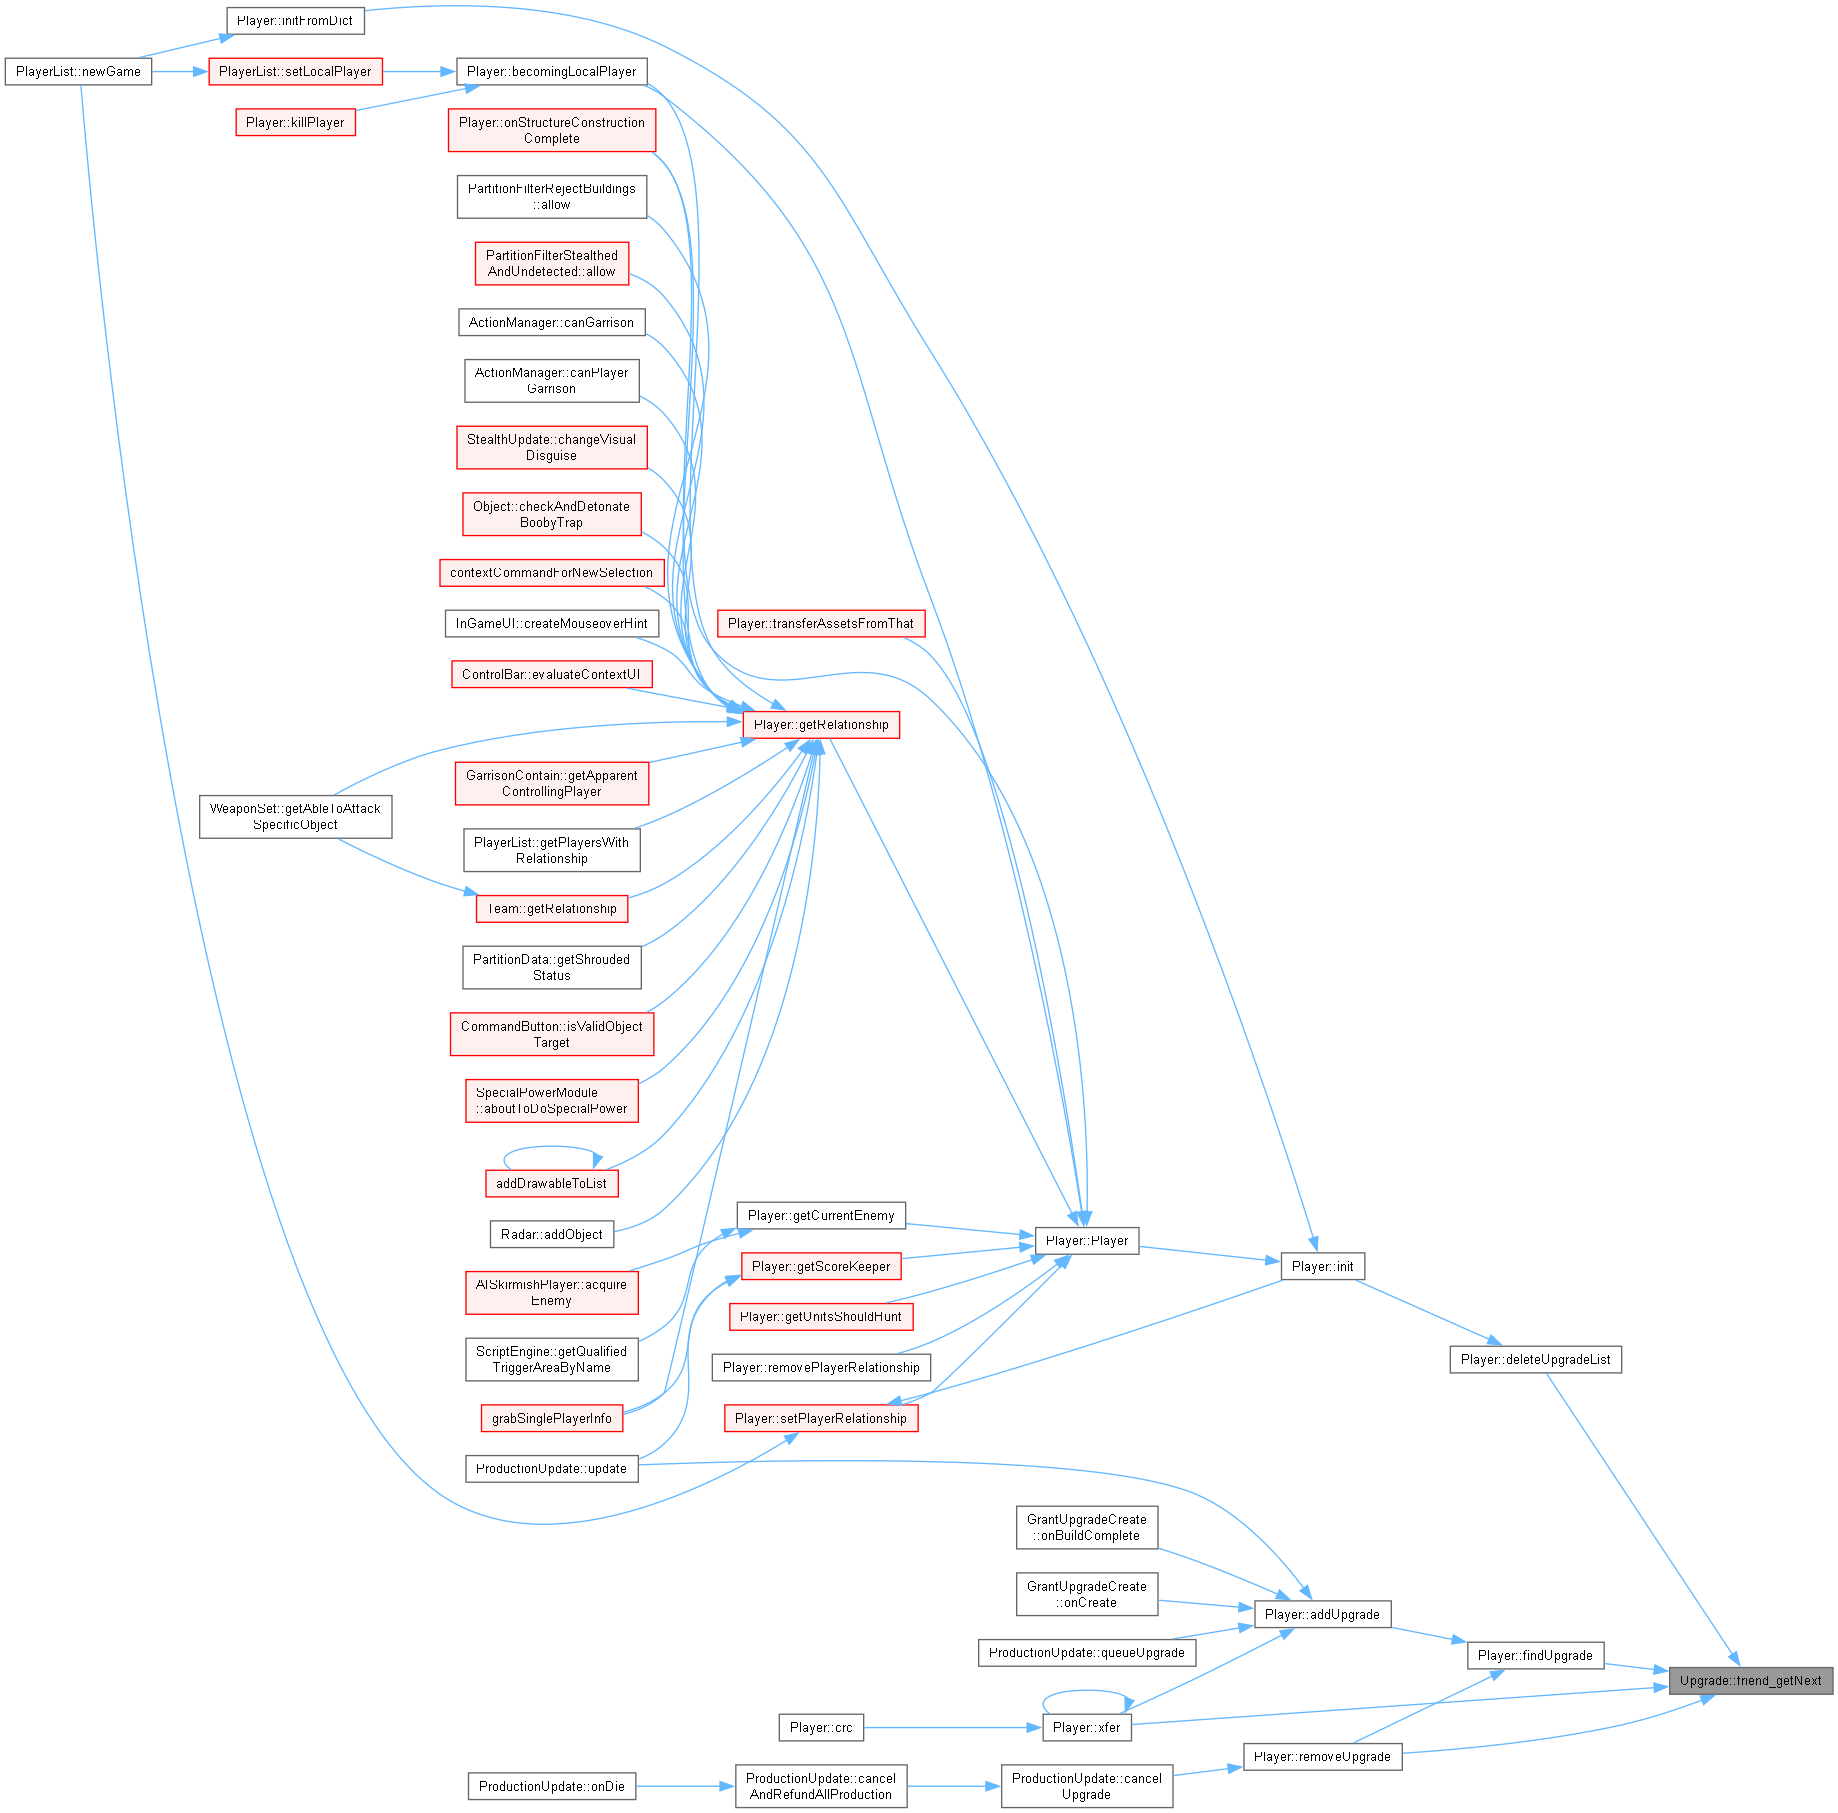 Player::initFromDict
PlayerList::newGame
PlayerList::setLocalPlayer
Player::becomingLocalPlayer
Player::killPlayer
Player::onStructureConstruction
Complete
PartitionFilterRejectBuildings
::allow
PartitionFilterStealthed
AndUndetected::allow
ActionManager::canGarrison
ActionManager::canPlayer
Garrison
StealthUpdate::changeVisual
Disguise
Object::checkAndDetonate
BoobyTrap
contextCommandForNewSelection
InGameUI::createMouseoverHint
Player::transferAssetsFromThat
ControlBar::evaluateContextUI
Player::getRelationship
GarrisonContain::getApparent
ControllingPlayer
WeaponSet::getAbleToAttack
SpecificObject
PlayerList::getPlayersWith
Relationship
Team::getRelationship
PartitionData::getShrouded
Status
CommandButton::isValidObject
Target
SpecialPowerModule
::aboutToDoSpecialPower
addDrawableToList
Radar::addObject
Player::getCurrentEnemy
Player::Player
Player::getScoreKeeper
Player::init
AISkirmishPlayer::acquire
Enemy
Player::getUnitsShouldHunt
ScriptEngine::getQualified
TriggerAreaByName
Player::removePlayerRelationship
Player::deleteUpgradeList
grabSinglePlayerInfo
Player::setPlayerRelationship
ProductionUpdate::update
GrantUpgradeCreate
::onBuildComplete
GrantUpgradeCreate
::onCreate
Player::addUpgrade
ProductionUpdate::queueUpgrade
Player::findUpgrade
Upgrade::friend_getNext
Player::crc
Player::xfer
Player::removeUpgrade
ProductionUpdate::onDie
ProductionUpdate::cancel
AndRefundAllProduction
ProductionUpdate::cancel
Upgrade